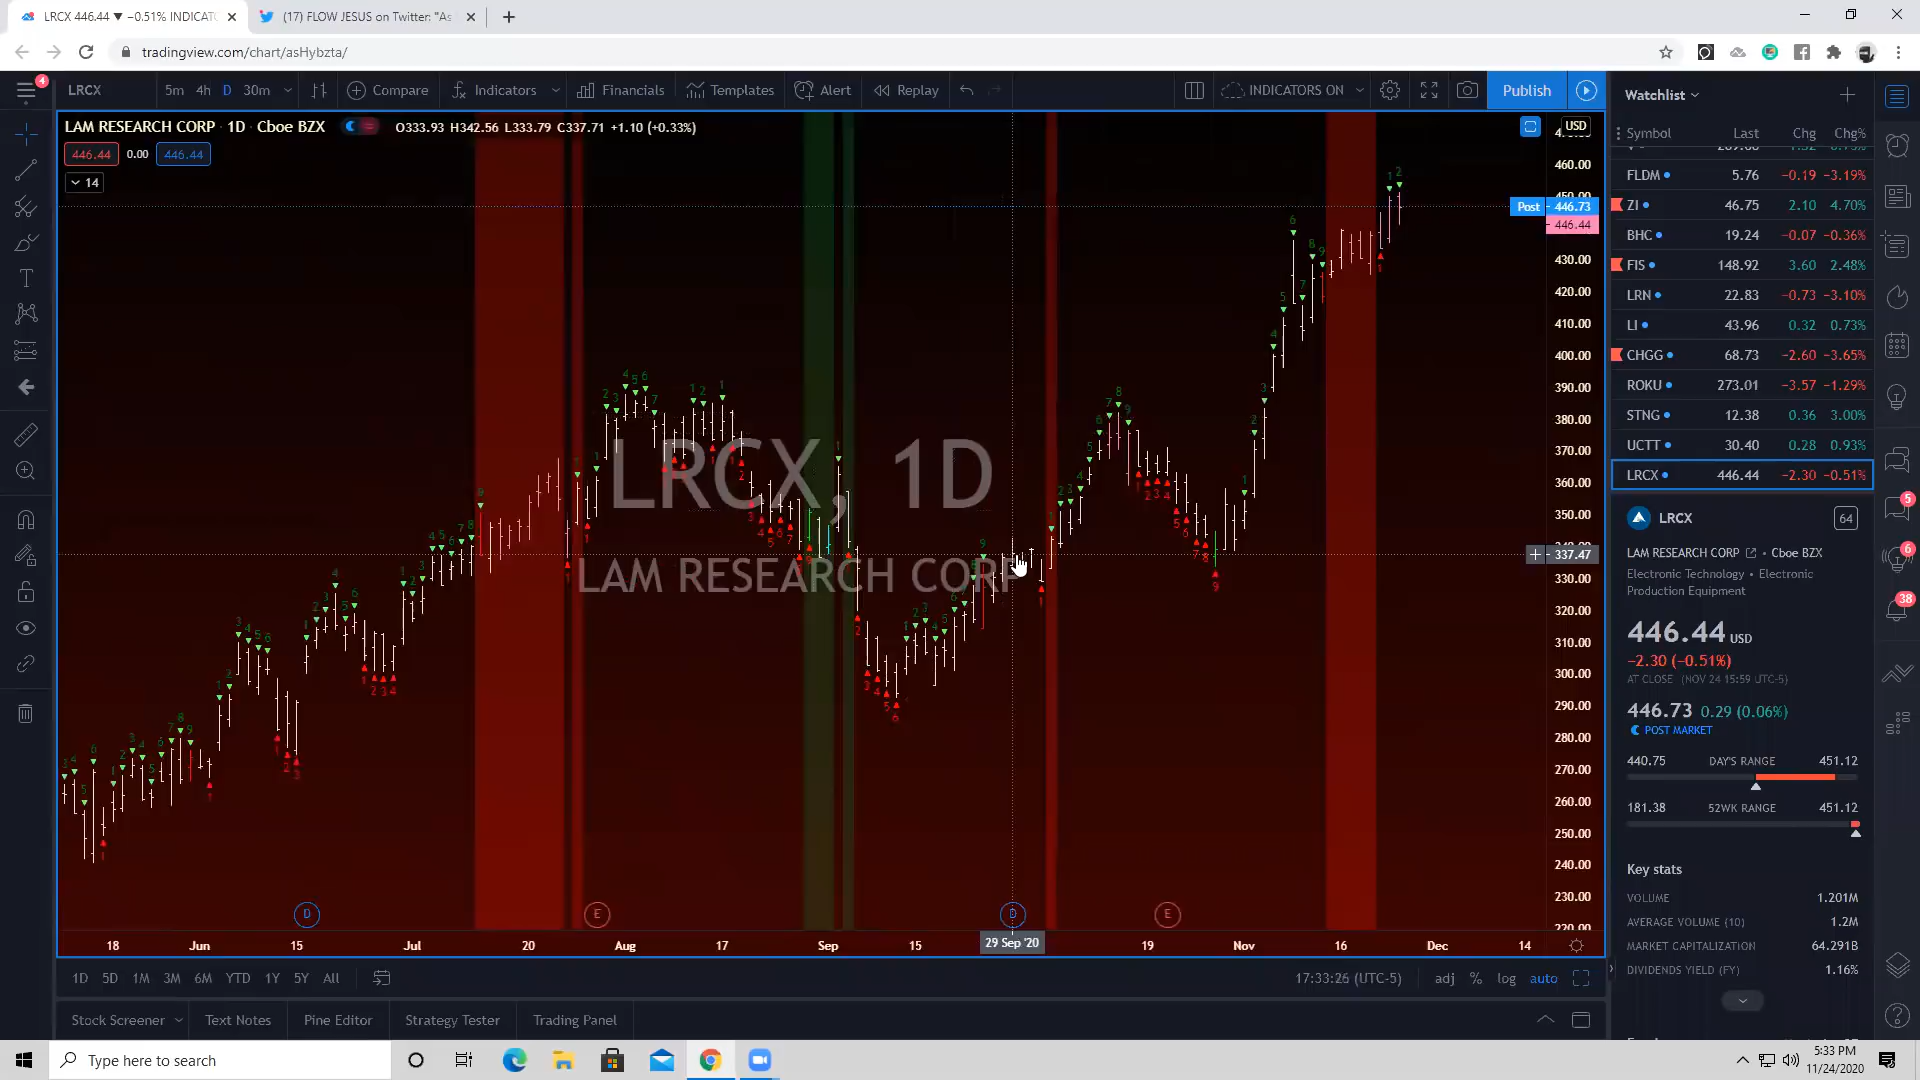 LRCX 446.44 ▼ −0.51% INDICAT
(17) FLOW JESUS on Twitter: "As
tradingview.com/chart/asHybzta/
4
LRCX 5m 4h D 30m Compare Indicators Financials Templates Alert Replay INDICATORS ON Publish
LAM RESEARCH CORP · 1D · Cboe BZX O333.93 H342.56 L333.79 C337.71 +1.10 (+0.33%)
446.44 0.00 446.44
14
LRCX, 1D
LAM RESEARCH CORP
USD
460.00
Post 446.73
446.44
430.00
420.00
410.00
400.00
390.00
380.00
370.00
360.00
350.00
337.47
330.00
320.00
310.00
300.00
290.00
280.00
270.00
260.00
250.00
240.00
230.00
220.00
D E D E
18 Jun 15 Jul 20 Aug 17 Sep 15 29 Sep '20 19 Nov 16 Dec 14
1D 5D 1M 3M 6M YTD 1Y 5Y All
17:33:26 (UTC-5) adj % log auto
Stock Screener Text Notes Pine Editor Strategy Tester Trading Panel
Watchlist
Symbol Last Chg Chg%
FLDM 5.76 −0.19 −3.19%
ZI 46.75 2.10 4.70%
BHC 19.24 −0.07 −0.36%
FIS 148.92 3.60 2.48%
LRN 22.83 −0.73 −3.10%
LI 43.96 0.32 0.73%
CHGG 68.73 −2.60 −3.65%
ROKU 273.01 −3.57 −1.29%
STNG 12.38 0.36 3.00%
UCTT 30.40 0.28 0.93%
LRCX 446.44 −2.30 −0.51%
LRCX 64
LAM RESEARCH CORP • Cboe BZX
Electronic Technology • Electronic
Production Equipment
446.44 USD
−2.30 (−0.51%)
AT CLOSE (NOV 24 15:59 UTC-5)
446.73 0.29 (0.06%)
POST MARKET
440.75 DAY'S RANGE 451.12
181.38 52WK RANGE 451.12
Key stats
VOLUME 1.201M
AVERAGE VOLUME (10) 1.2M
MARKET CAPITALIZATION 64.291B
DIVIDENDS YIELD (FY) 1.16%
5
6
38
Type here to search
5:33 PM
11/24/2020